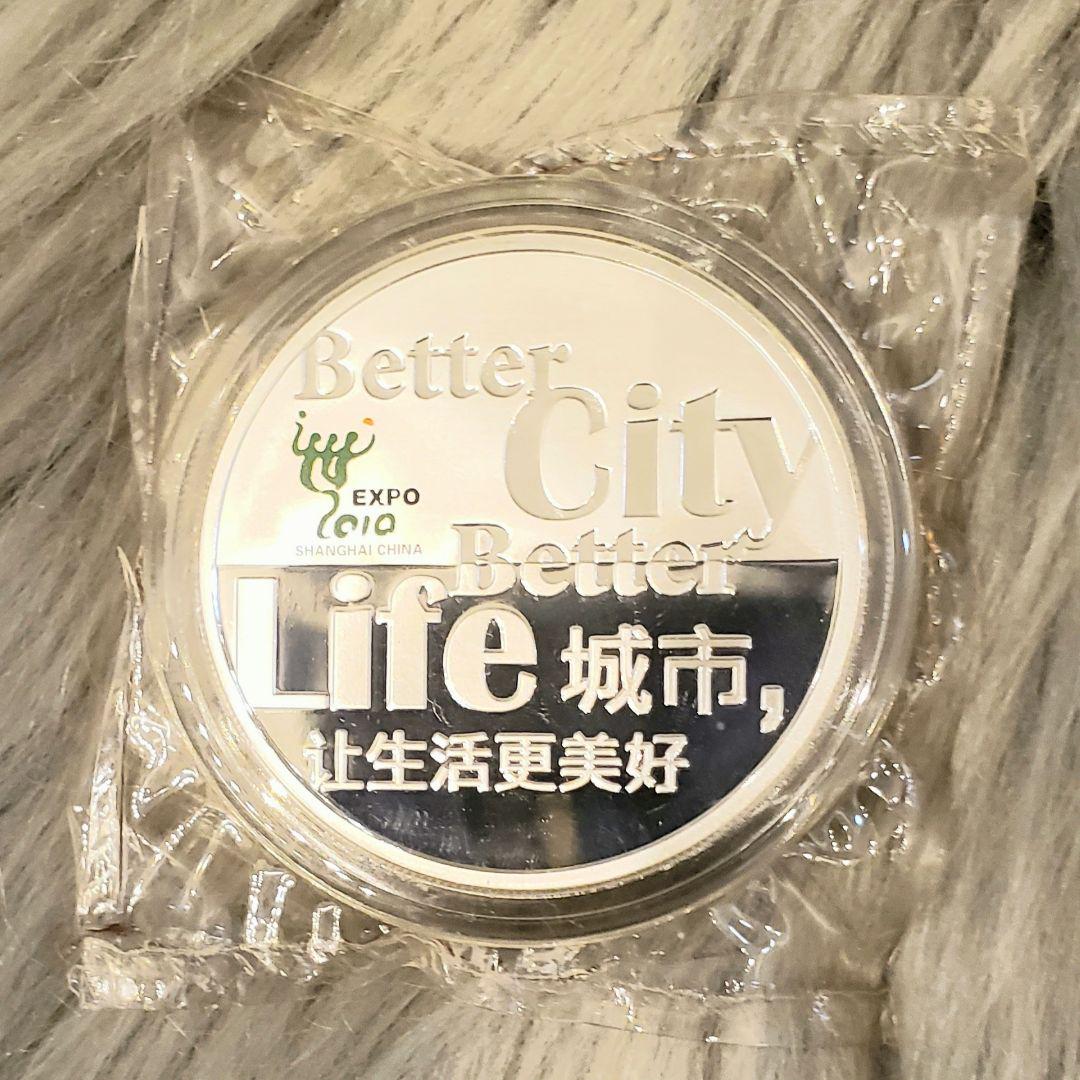 Better
City
EXPO
2010
SHANGHAI CHINA
Better
Life 城市,
让生活更美好